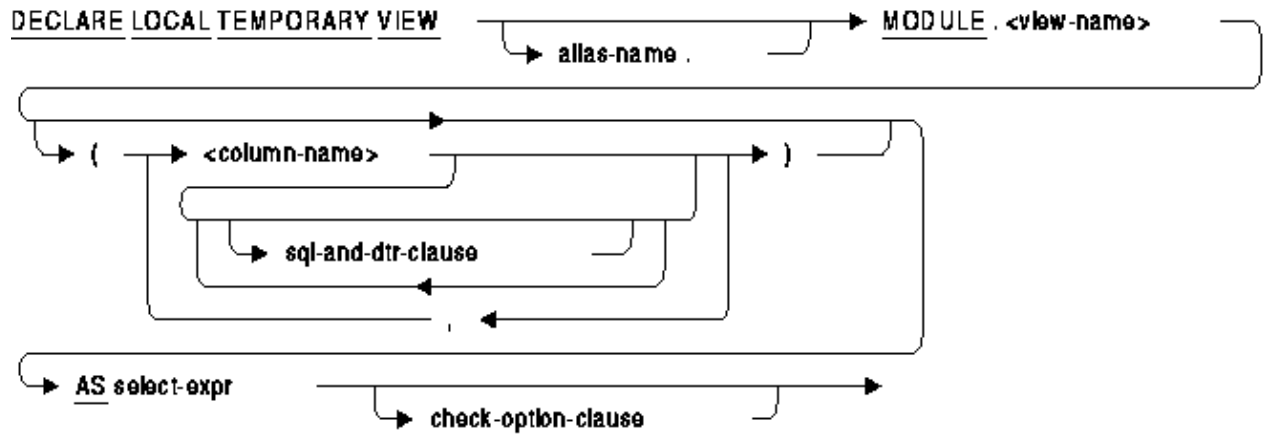 DECLARE LOCAL TEMPORARY VIEW MODULE . <view-name>
alias-name .
( <column-name> )
sql-and-dtr-clause
,
AS select-expr
check-option-clause